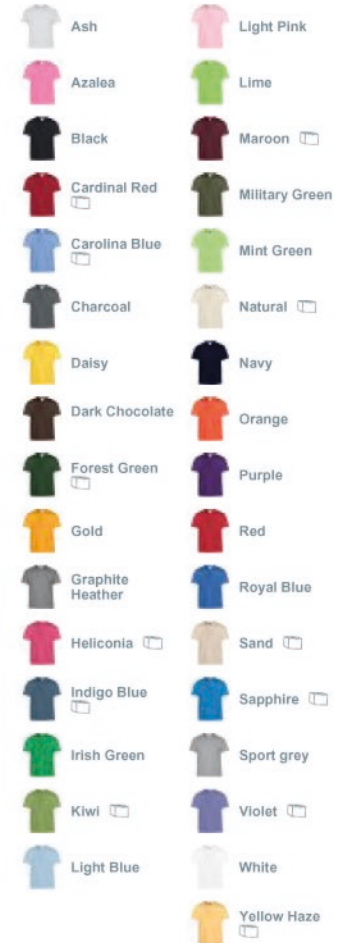 Ash
Azalea
Black
Cardinal Red
Carolina Blue
Charcoal
Daisy
Dark Chocolate
Forest Green
Gold
Graphite
Heather
Heliconia
Indigo Blue
Irish Green
Kiwi
Light Blue
Light Pink
Lime
Maroon
Military Green
Mint Green
Natural
Navy
Orange
Purple
Red
Royal Blue
Sand
Sapphire
Sport grey
Violet
White
Yellow Haze